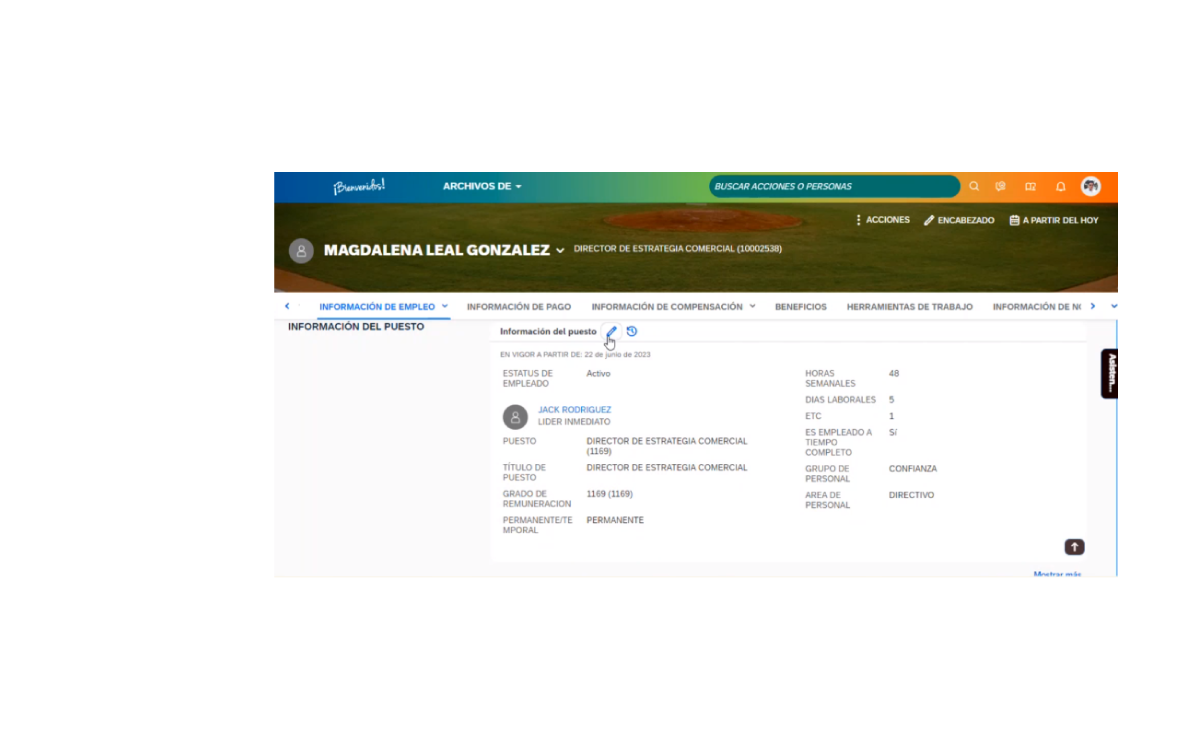 ¡Bienvenid@s!
ARCHIVOS DE
BUSCAR ACCIONES O PERSONAS
ACCIONES
ENCABEZADO
A PARTIR DEL HOY
MAGDALENA LEAL GONZALEZ
DIRECTOR DE ESTRATEGIA COMERCIAL (10002538)
INFORMACIÓN DE EMPLEO
INFORMACIÓN DE PAGO
INFORMACIÓN DE COMPENSACIÓN
BENEFICIOS
HERRAMIENTAS DE TRABAJO
INFORMACIÓN DE
INFORMACIÓN DEL PUESTO
Información del puesto
EN VIGOR A PARTIR DE: 22 de junio de 2023
ESTATUS DE
EMPLEADO
Activo
JACK RODRIGUEZ
LIDER INMEDIATO
PUESTO
DIRECTOR DE ESTRATEGIA COMERCIAL
(1169)
TÍTULO DE
PUESTO
DIRECTOR DE ESTRATEGIA COMERCIAL
GRADO DE
REMUNERACION
1169 (1169)
PERMANENTE/TE
MPORAL
PERMANENTE
HORAS
SEMANALES
48
DIAS LABORALES
5
ETC
1
ES EMPLEADO A
TIEMPO
COMPLETO
Sí
GRUPO DE
PERSONAL
CONFIANZA
AREA DE
PERSONAL
DIRECTIVO
Asisten...
Mostrar más